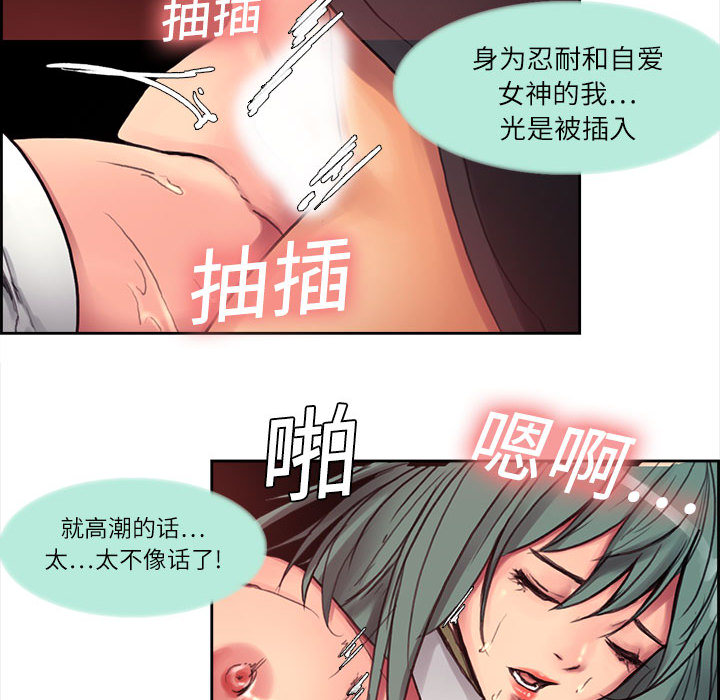 抽插
身为忍耐和自爱
女神的我...
光是被插入
抽插
啪
嗯啊...
就高潮的话...
太...太不像话了!